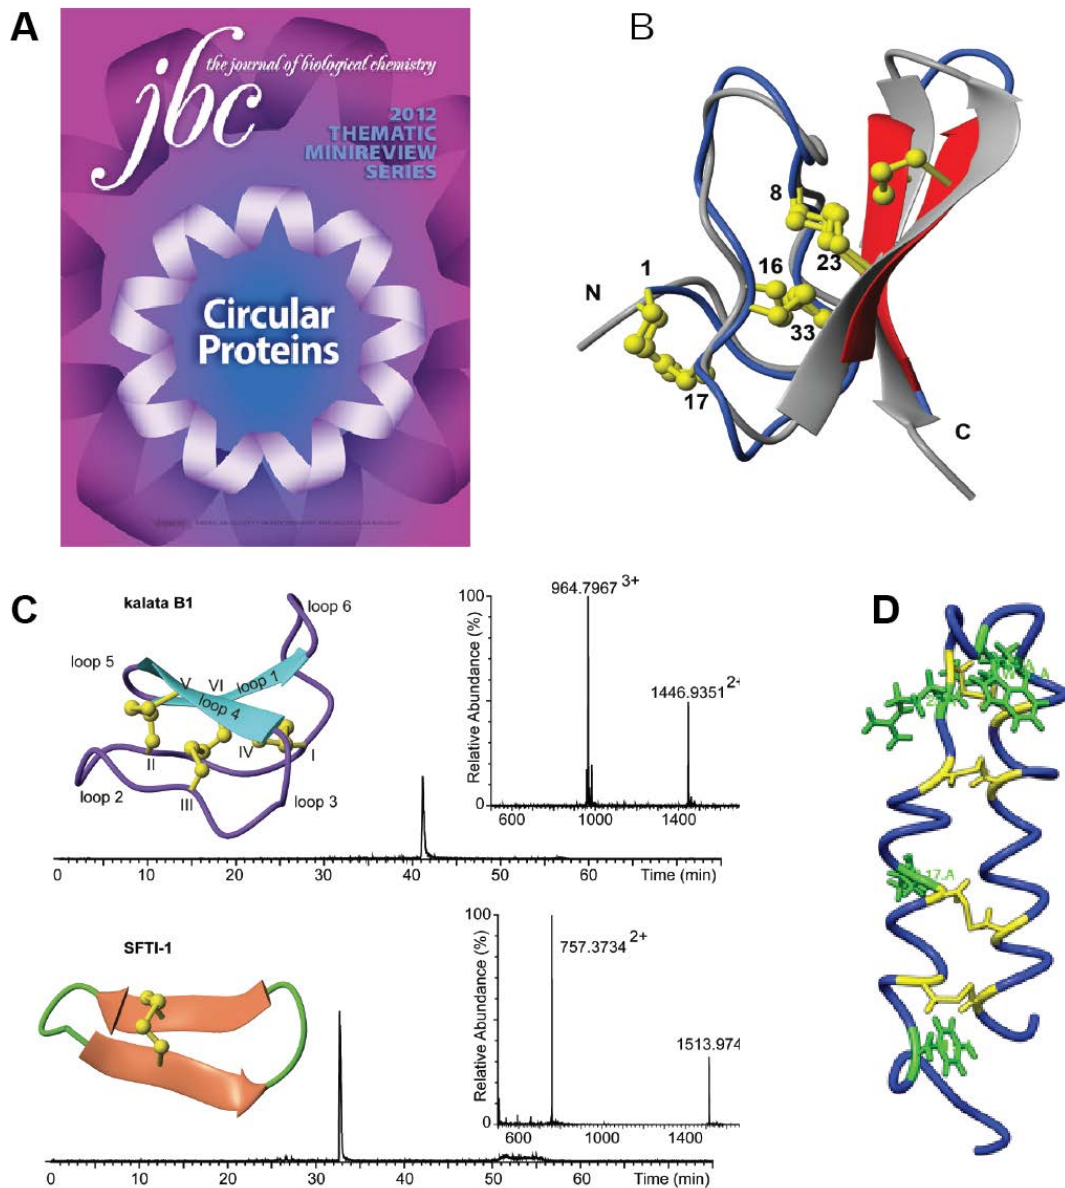 A
the journal of biological chemistry
jbc
2012
THEMATIC
MINIREVIEW
SERIES
Circular
Proteins
B
8
1
16
23
N
33
17
C
C
kalata B1
loop 6
loop 5
V
VI
loop 1
loop 4
II
IV
I
loop 2
III
loop 3
964.7967 3+
1446.9351 2+
Relative Abundance (%)
100
50
0
600
1000
1400
0
10
20
30
40
50
60
Time (min)
SFTI-1
757.3734 2+
1513.974
Relative Abundance (%)
100
50
0
600
1000
1400
0
10
20
30
40
50
60
Time (min)
D
17.A